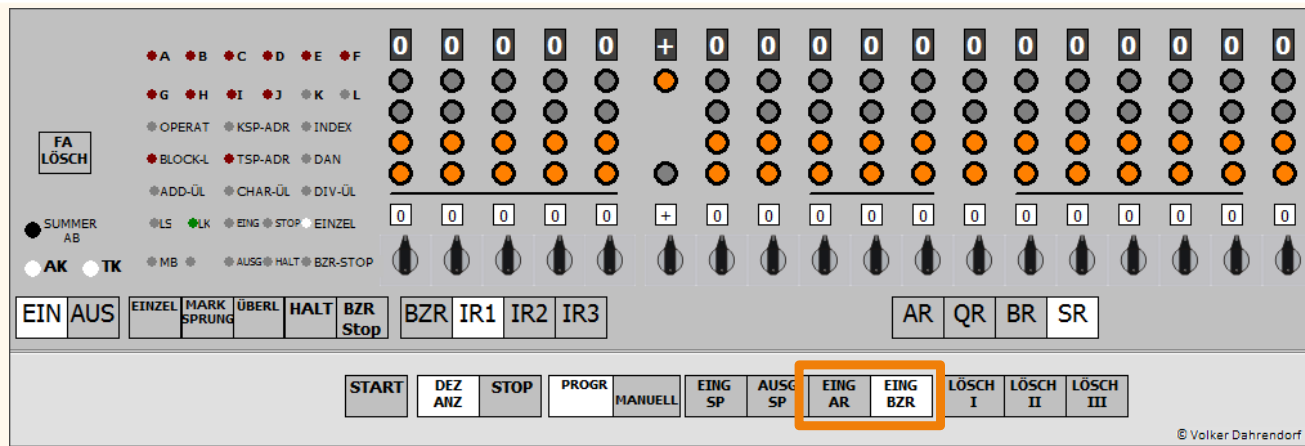 0 0 0 0 0 + 0 0 0 0 0 0 0 0 0 0 0 0
A B C D E F
G H I J K L
OPERAT KSP-ADR INDEX
FA
LÖSCH
BLOCK-L TSP-ADR DAN
ADD-ÜL CHAR-ÜL DIV-ÜL
0 0 0 0 0 + 0 0 0 0 0 0 0 0 0 0 0 0
SUMMER
AB
LS LK EING STOP EINZEL
AK TK
MB AUSG HALT BZR-STOP
EIN AUS
EINZEL
MARK
SPRUNG
ÜBERL
HALT
BZR
Stop
BZR IR1 IR2 IR3
AR QR BR SR
START
DEZ
ANZ
STOP
PROGR
MANUELL
EING
SP
AUSG
SP
EING
AR
EING
BZR
LÖSCH
I
LÖSCH
II
LÖSCH
III
© Volker Dahrendorf